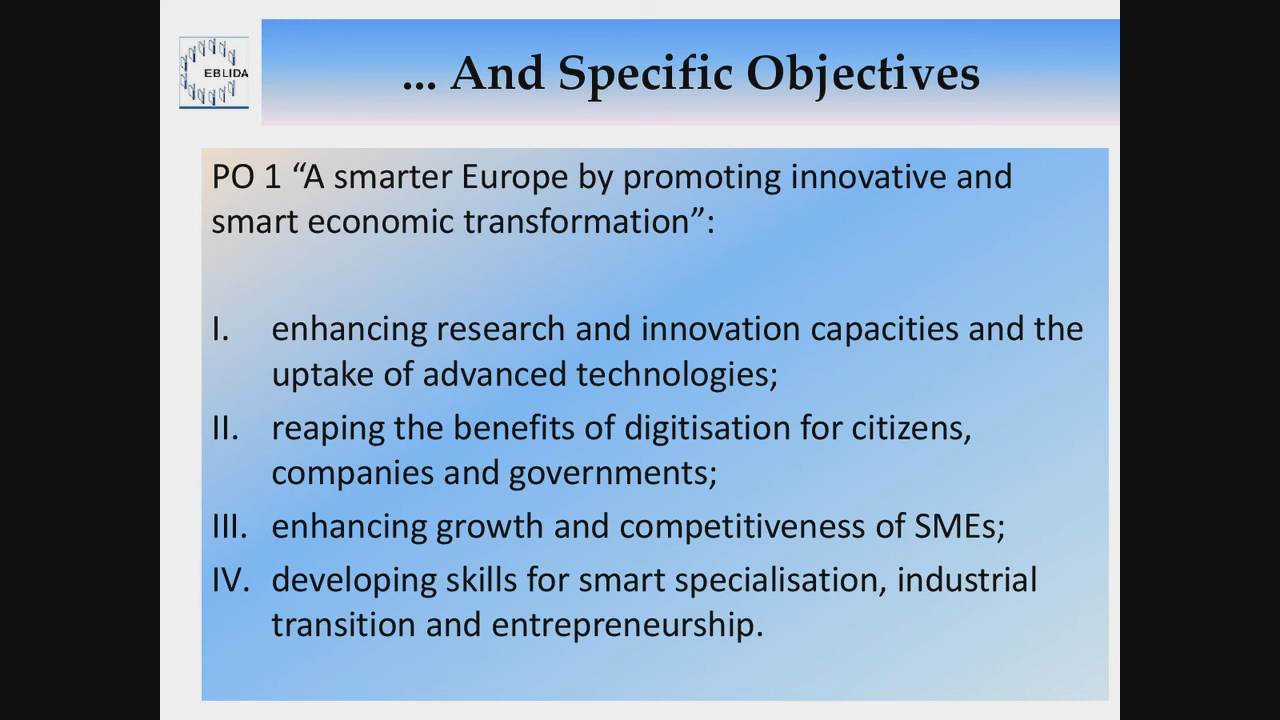 EBLIDA
... And Specific Objectives
PO 1 “A smarter Europe by promoting innovative and
smart economic transformation”:
I. enhancing research and innovation capacities and the
uptake of advanced technologies;
II. reaping the benefits of digitisation for citizens,
companies and governments;
III. enhancing growth and competitiveness of SMEs;
IV. developing skills for smart specialisation, industrial
transition and entrepreneurship.